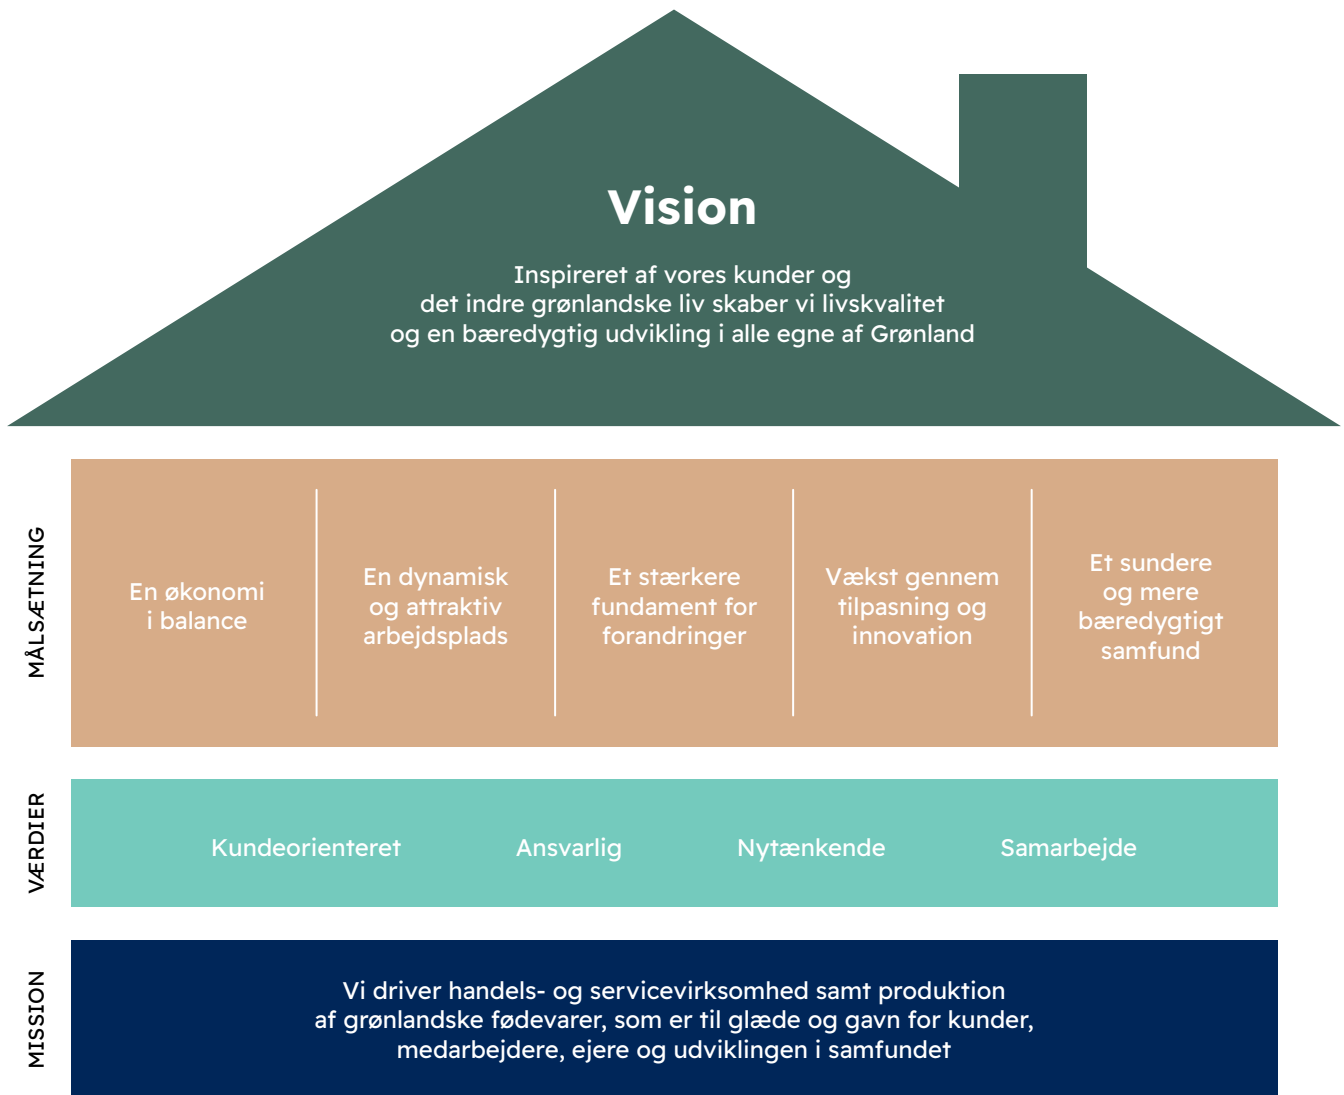 Vision
Inspireret af vores kunder og
det indre grønlandske liv skaber vi livskvalitet
og en bæredygtig udvikling i alle egne af Grønland
MÅLSÆTNING
En økonomi
i balance
En dynamisk
og attraktiv
arbejdsplads
Et stærkere
fundament for
forandringer
Vækst gennem
tilpasning og
innovation
Et sundere
og mere
bæredygtigt
samfund
VÆRDIER
Kundeorienteret
Ansvarlig
Nytænkende
Samarbejde
MISSION
Vi driver handels- og servicevirksomhed samt produktion
af grønlandske fødevarer, som er til glæde og gavn for kunder,
medarbejdere, ejere og udviklingen i samfundet